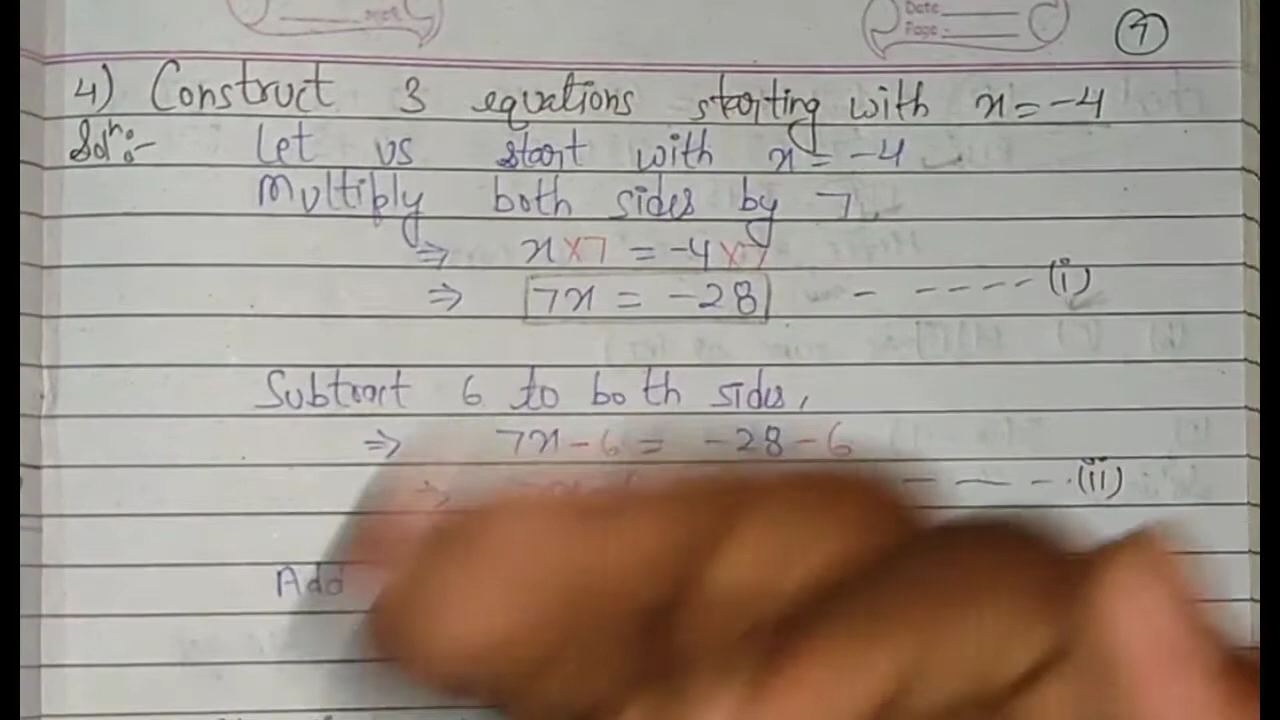 Date
Page
7
4) Construct 3 equations starting with x = -4
Solⁿ:- Let us start with x = -4
Multiply both sides by 7
⇒ x×7 = -4×7
⇒ 7x = -28 - ---- (i)
Subtract 6 to both sides,
⇒ 7x - 6 = -28 - 6
⇒ - - - (ii)
Add